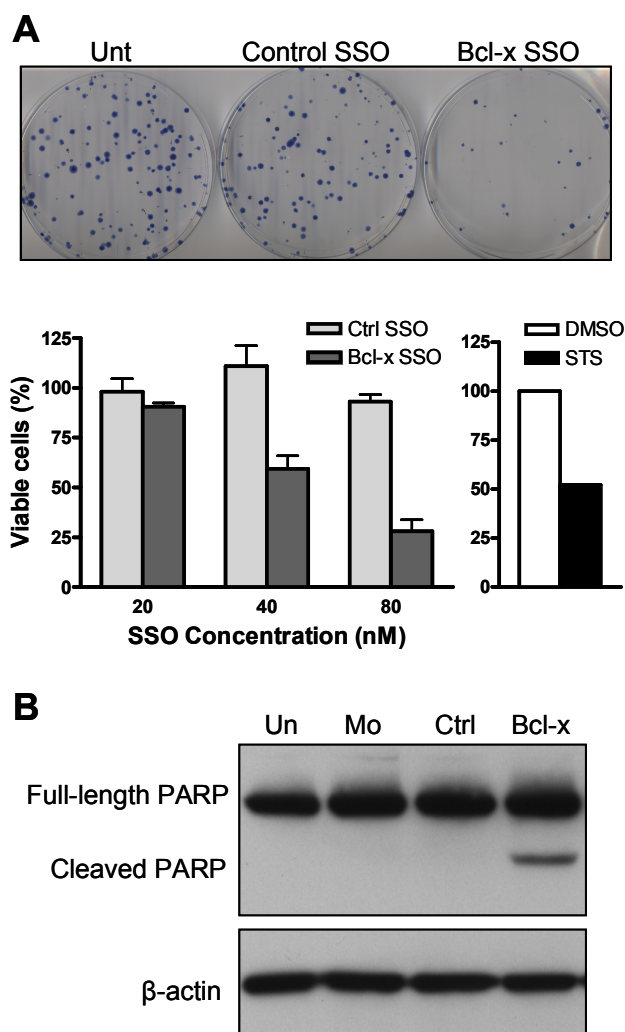 A
Unt Control SSO Bcl-x SSO
Ctrl SSO
Bcl-x SSO
DMSO
STS
Viable cells (%)
125
100
75
50
25
0
20 40 80
SSO Concentration (nM)
125
100
75
50
25
0
B
Un Mo Ctrl Bcl-x
Full-length PARP
Cleaved PARP
β-actin